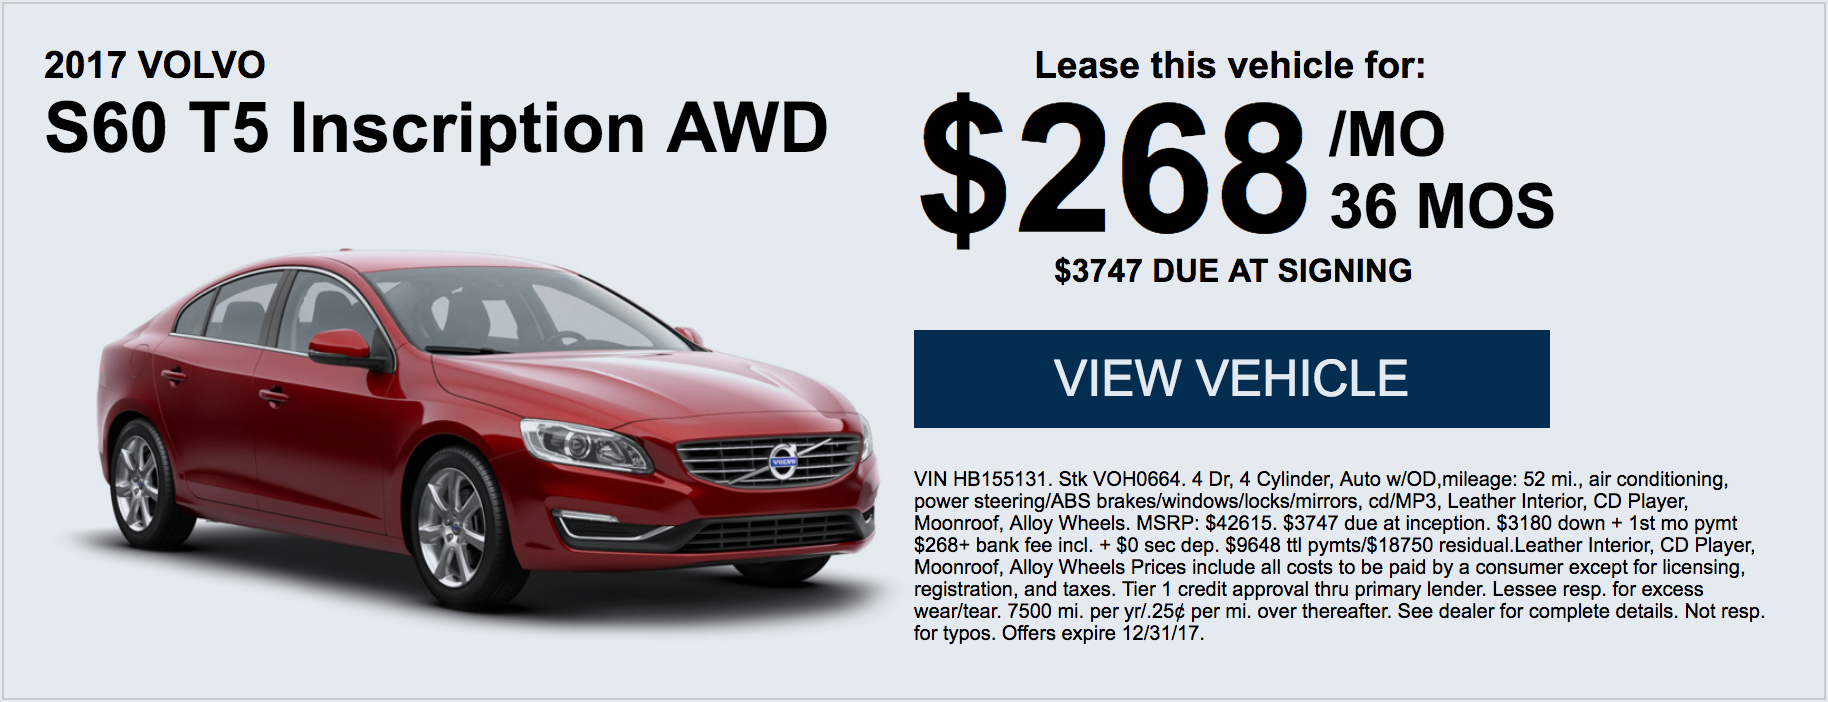 2017 VOLVO
S60 T5 Inscription AWD
Lease this vehicle for:
$268 /MO
36 MOS
$3747 DUE AT SIGNING
VIEW VEHICLE
VOLVO
VIN HB155131. Stk VOH0664. 4 Dr, 4 Cylinder, Auto w/OD,mileage: 52 mi., air conditioning,
power steering/ABS brakes/windows/locks/mirrors, cd/MP3, Leather Interior, CD Player,
Moonroof, Alloy Wheels. MSRP: $42615. $3747 due at inception. $3180 down + 1st mo pymt
$268+ bank fee incl. + $0 sec dep. $9648 ttl pymts/$18750 residual.Leather Interior, CD Player,
Moonroof, Alloy Wheels Prices include all costs to be paid by a consumer except for licensing,
registration, and taxes. Tier 1 credit approval thru primary lender. Lessee resp. for excess
wear/tear. 7500 mi. per yr/.25¢ per mi. over thereafter. See dealer for complete details. Not resp.
for typos. Offers expire 12/31/17.